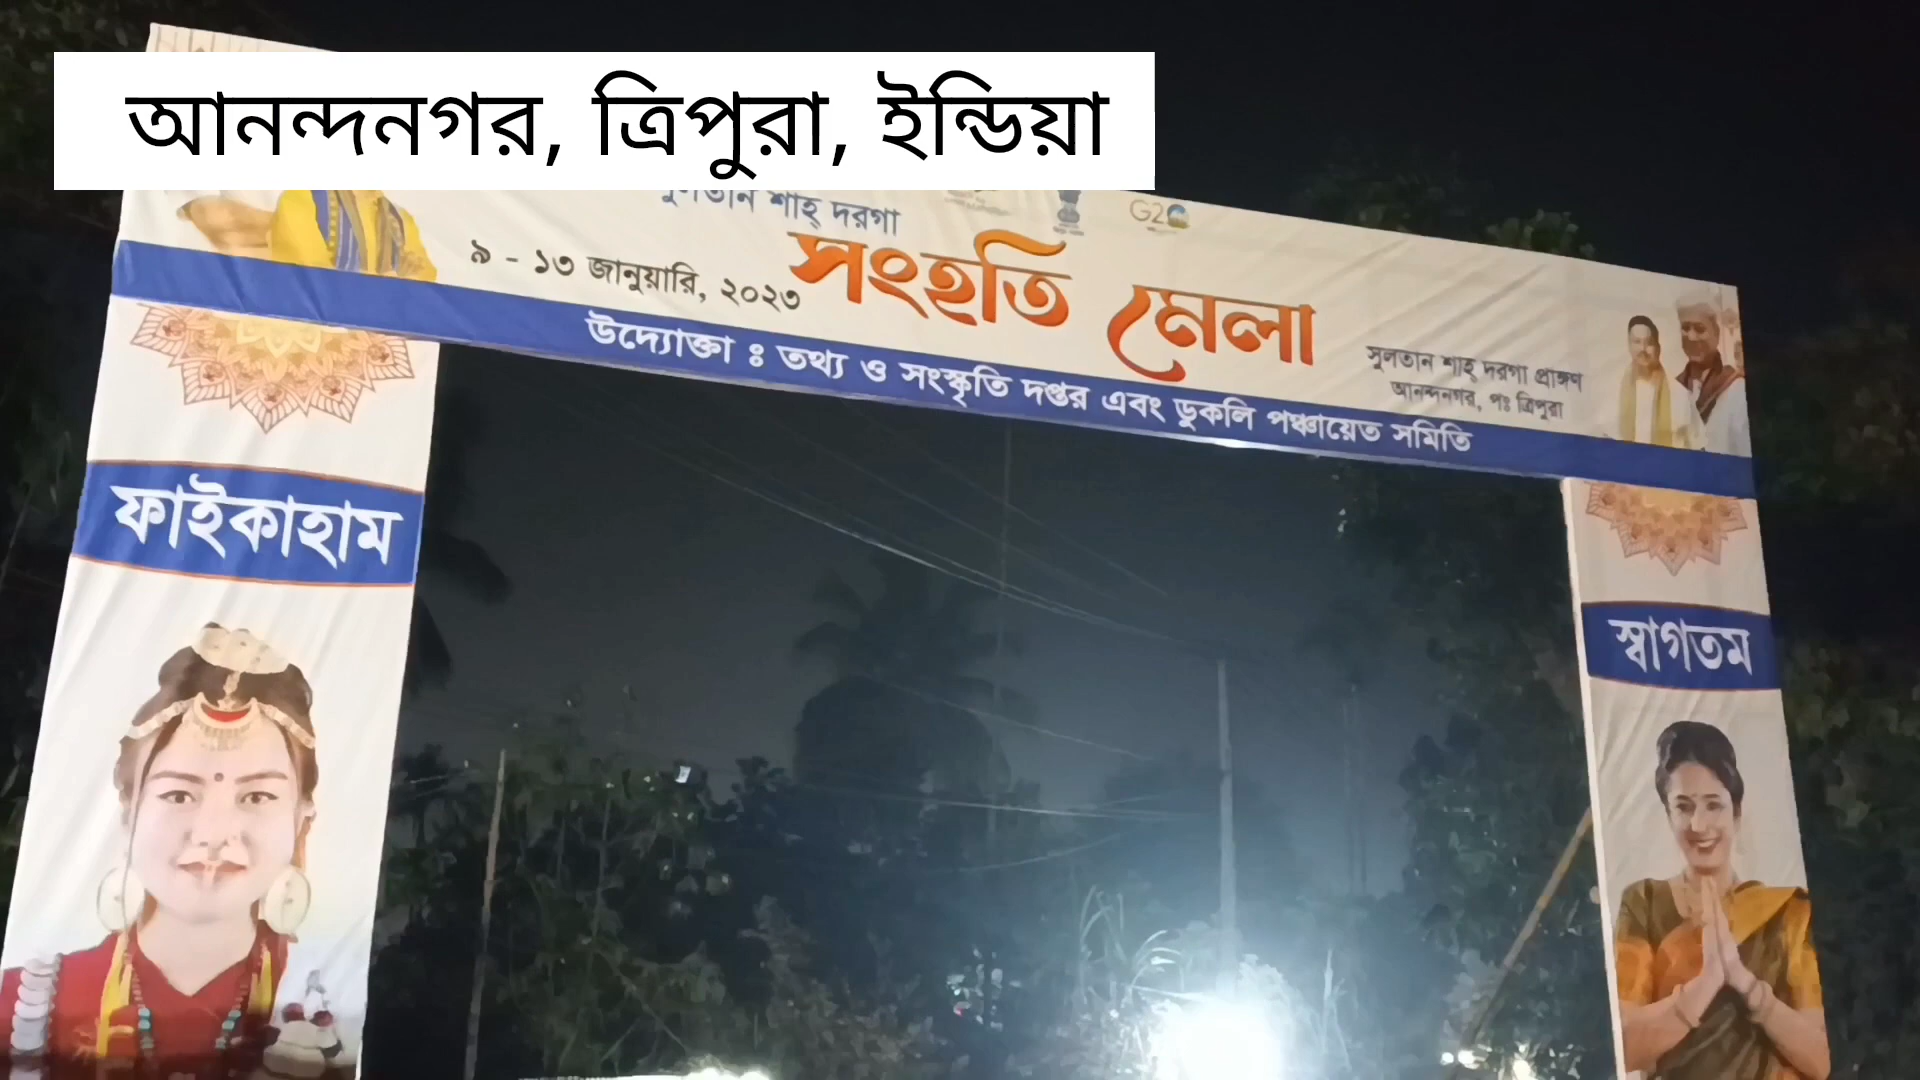 আনন্দনগর, ত্রিপুরা, ইন্ডিয়া
শাহ্ দরগা
G20
৯ - ১৩ জানুয়ারি, ২০২৩
সংহতি মেলা
সুলতান শাহ্ দরগা প্রাঙ্গণ
আনন্দনগর, পঃ ত্রিপুরা
উদ্যোক্তা ঃ তথ্য ও সংস্কৃতি দপ্তর এবং ডুকলি পঞ্চায়েত সমিতি
ফাইকাহাম
স্বাগতম